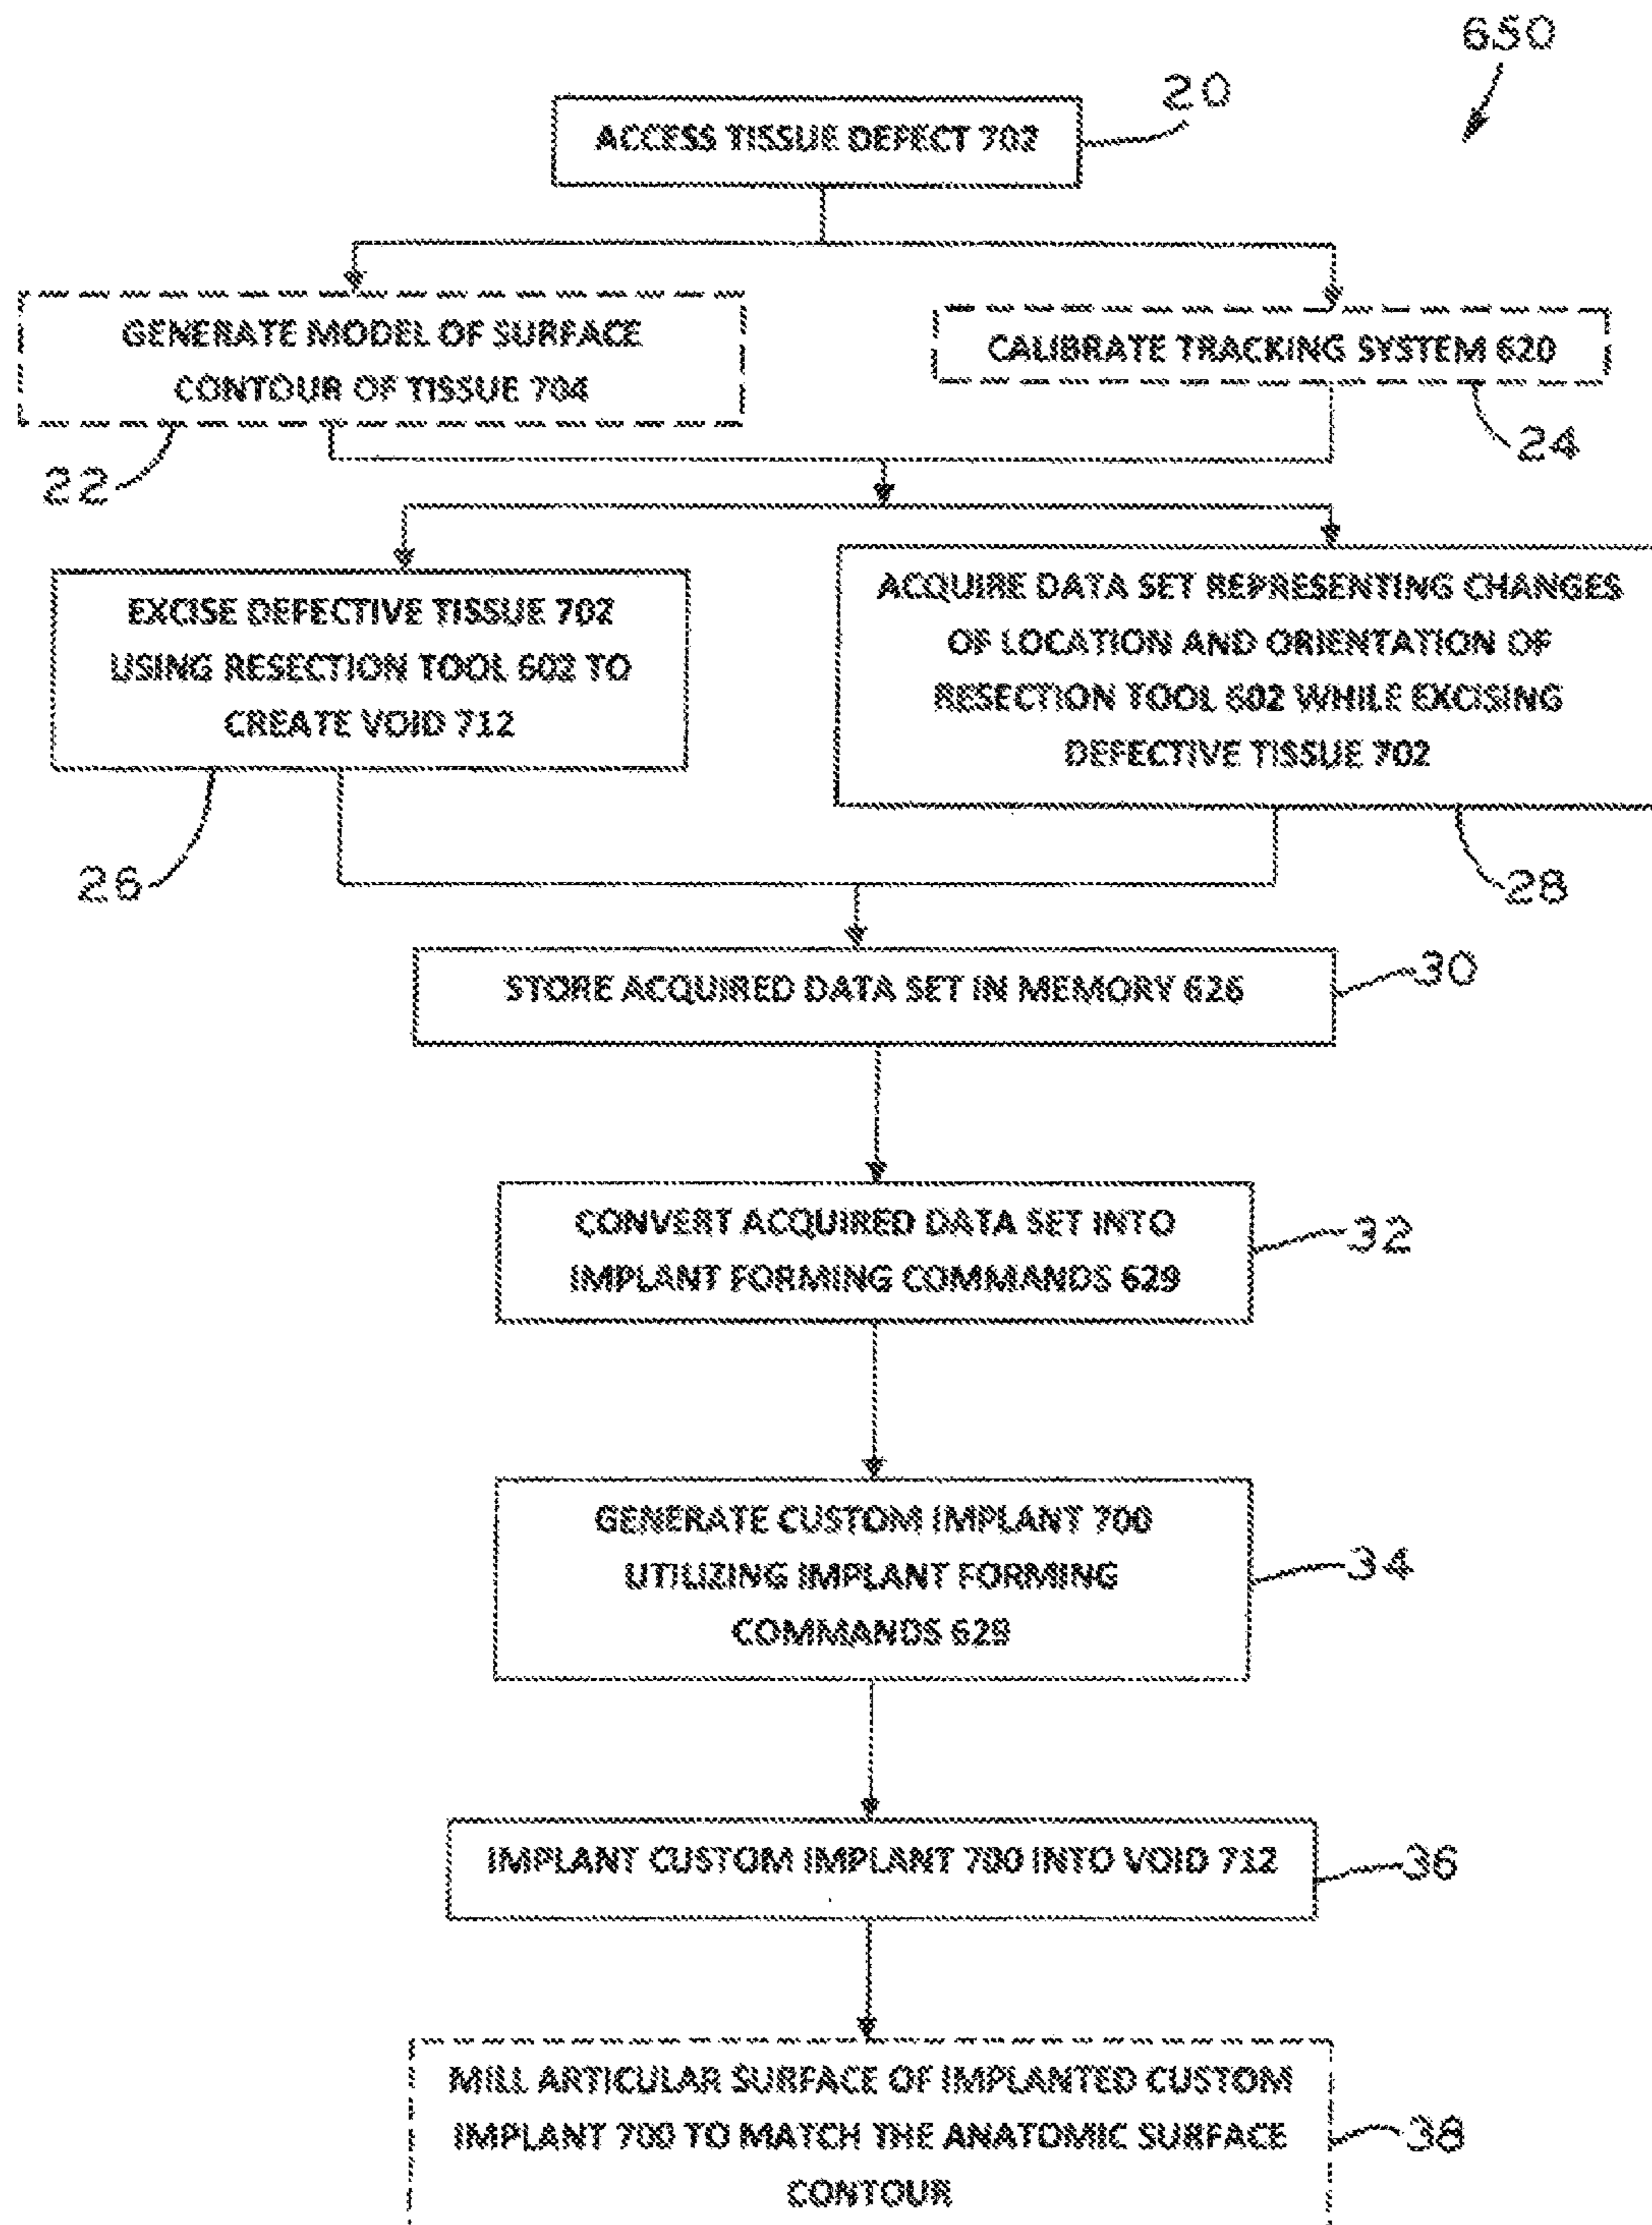 650
20
ACCESS TISSUE DEFECT 702
GENERATE MODEL OF SURFACE
CONTOUR OF TISSUE 704
22
CALIBRATE TRACKING SYSTEM 620
24
EXCISE DEFECTIVE TISSUE 702
USING RESECTION TOOL 602 TO
CREATE VOID 712
26
ACQUIRE DATA SET REPRESENTING CHANGES
OF LOCATION AND ORIENTATION OF
RESECTION TOOL 602 WHILE EXCISING
DEFECTIVE TISSUE 702
28
STORE ACQUIRED DATA SET IN MEMORY 626
30
CONVERT ACQUIRED DATA SET INTO
IMPLANT FORMING COMMANDS 629
32
GENERATE CUSTOM IMPLANT 700
UTILIZING IMPLANT FORMING
COMMANDS 629
34
IMPLANT CUSTOM IMPLANT 700 INTO VOID 712
36
MILL ARTICULAR SURFACE OF IMPLANTED CUSTOM
IMPLANT 700 TO MATCH THE ANATOMIC SURFACE
CONTOUR
38